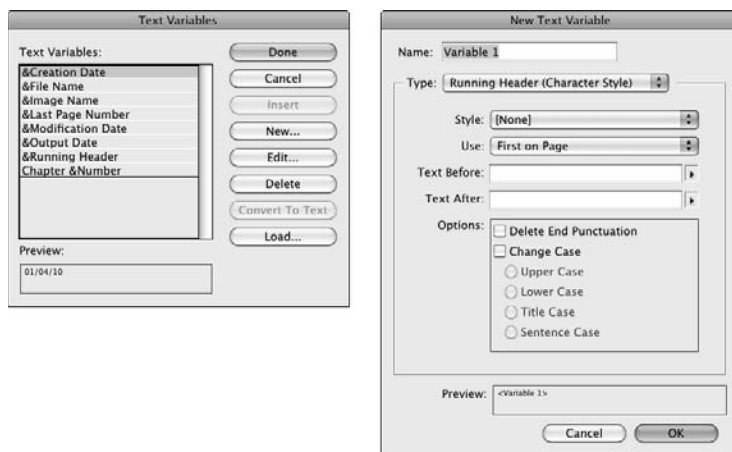 Text Variables
Text Variables:
&Creation Date
&File Name
&Image Name
&Last Page Number
&Modification Date
&Output Date
&Running Header
Chapter &Number
Done
Cancel
Insert
New...
Edit...
Delete
Convert To Text
Load...
Preview:
01/04/10
New Text Variable
Name: Variable 1
Type: Running Header (Character Style)
Style: [None]
Use: First on Page
Text Before:
Text After:
Options: Delete End Punctuation
Change Case
Upper Case
Lower Case
Title Case
Sentence Case
Preview: <Variable 1>
Cancel OK